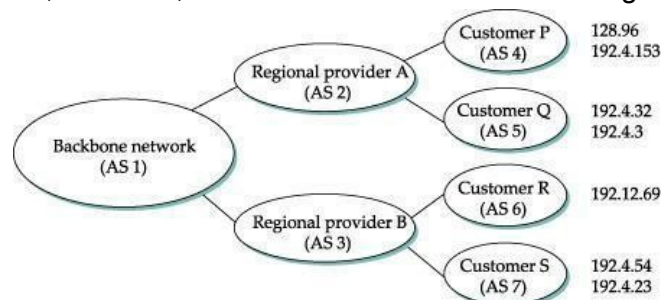 Customer P
(AS 4)
128.96
192.4.153
Regional provider A
(AS 2)
Customer Q
(AS 5)
192.4.32
192.4.3
Backbone network
(AS 1)
Customer R
(AS 6)
192.12.69
Regional provider B
(AS 3)
Customer S
(AS 7)
192.4.54
192.4.23